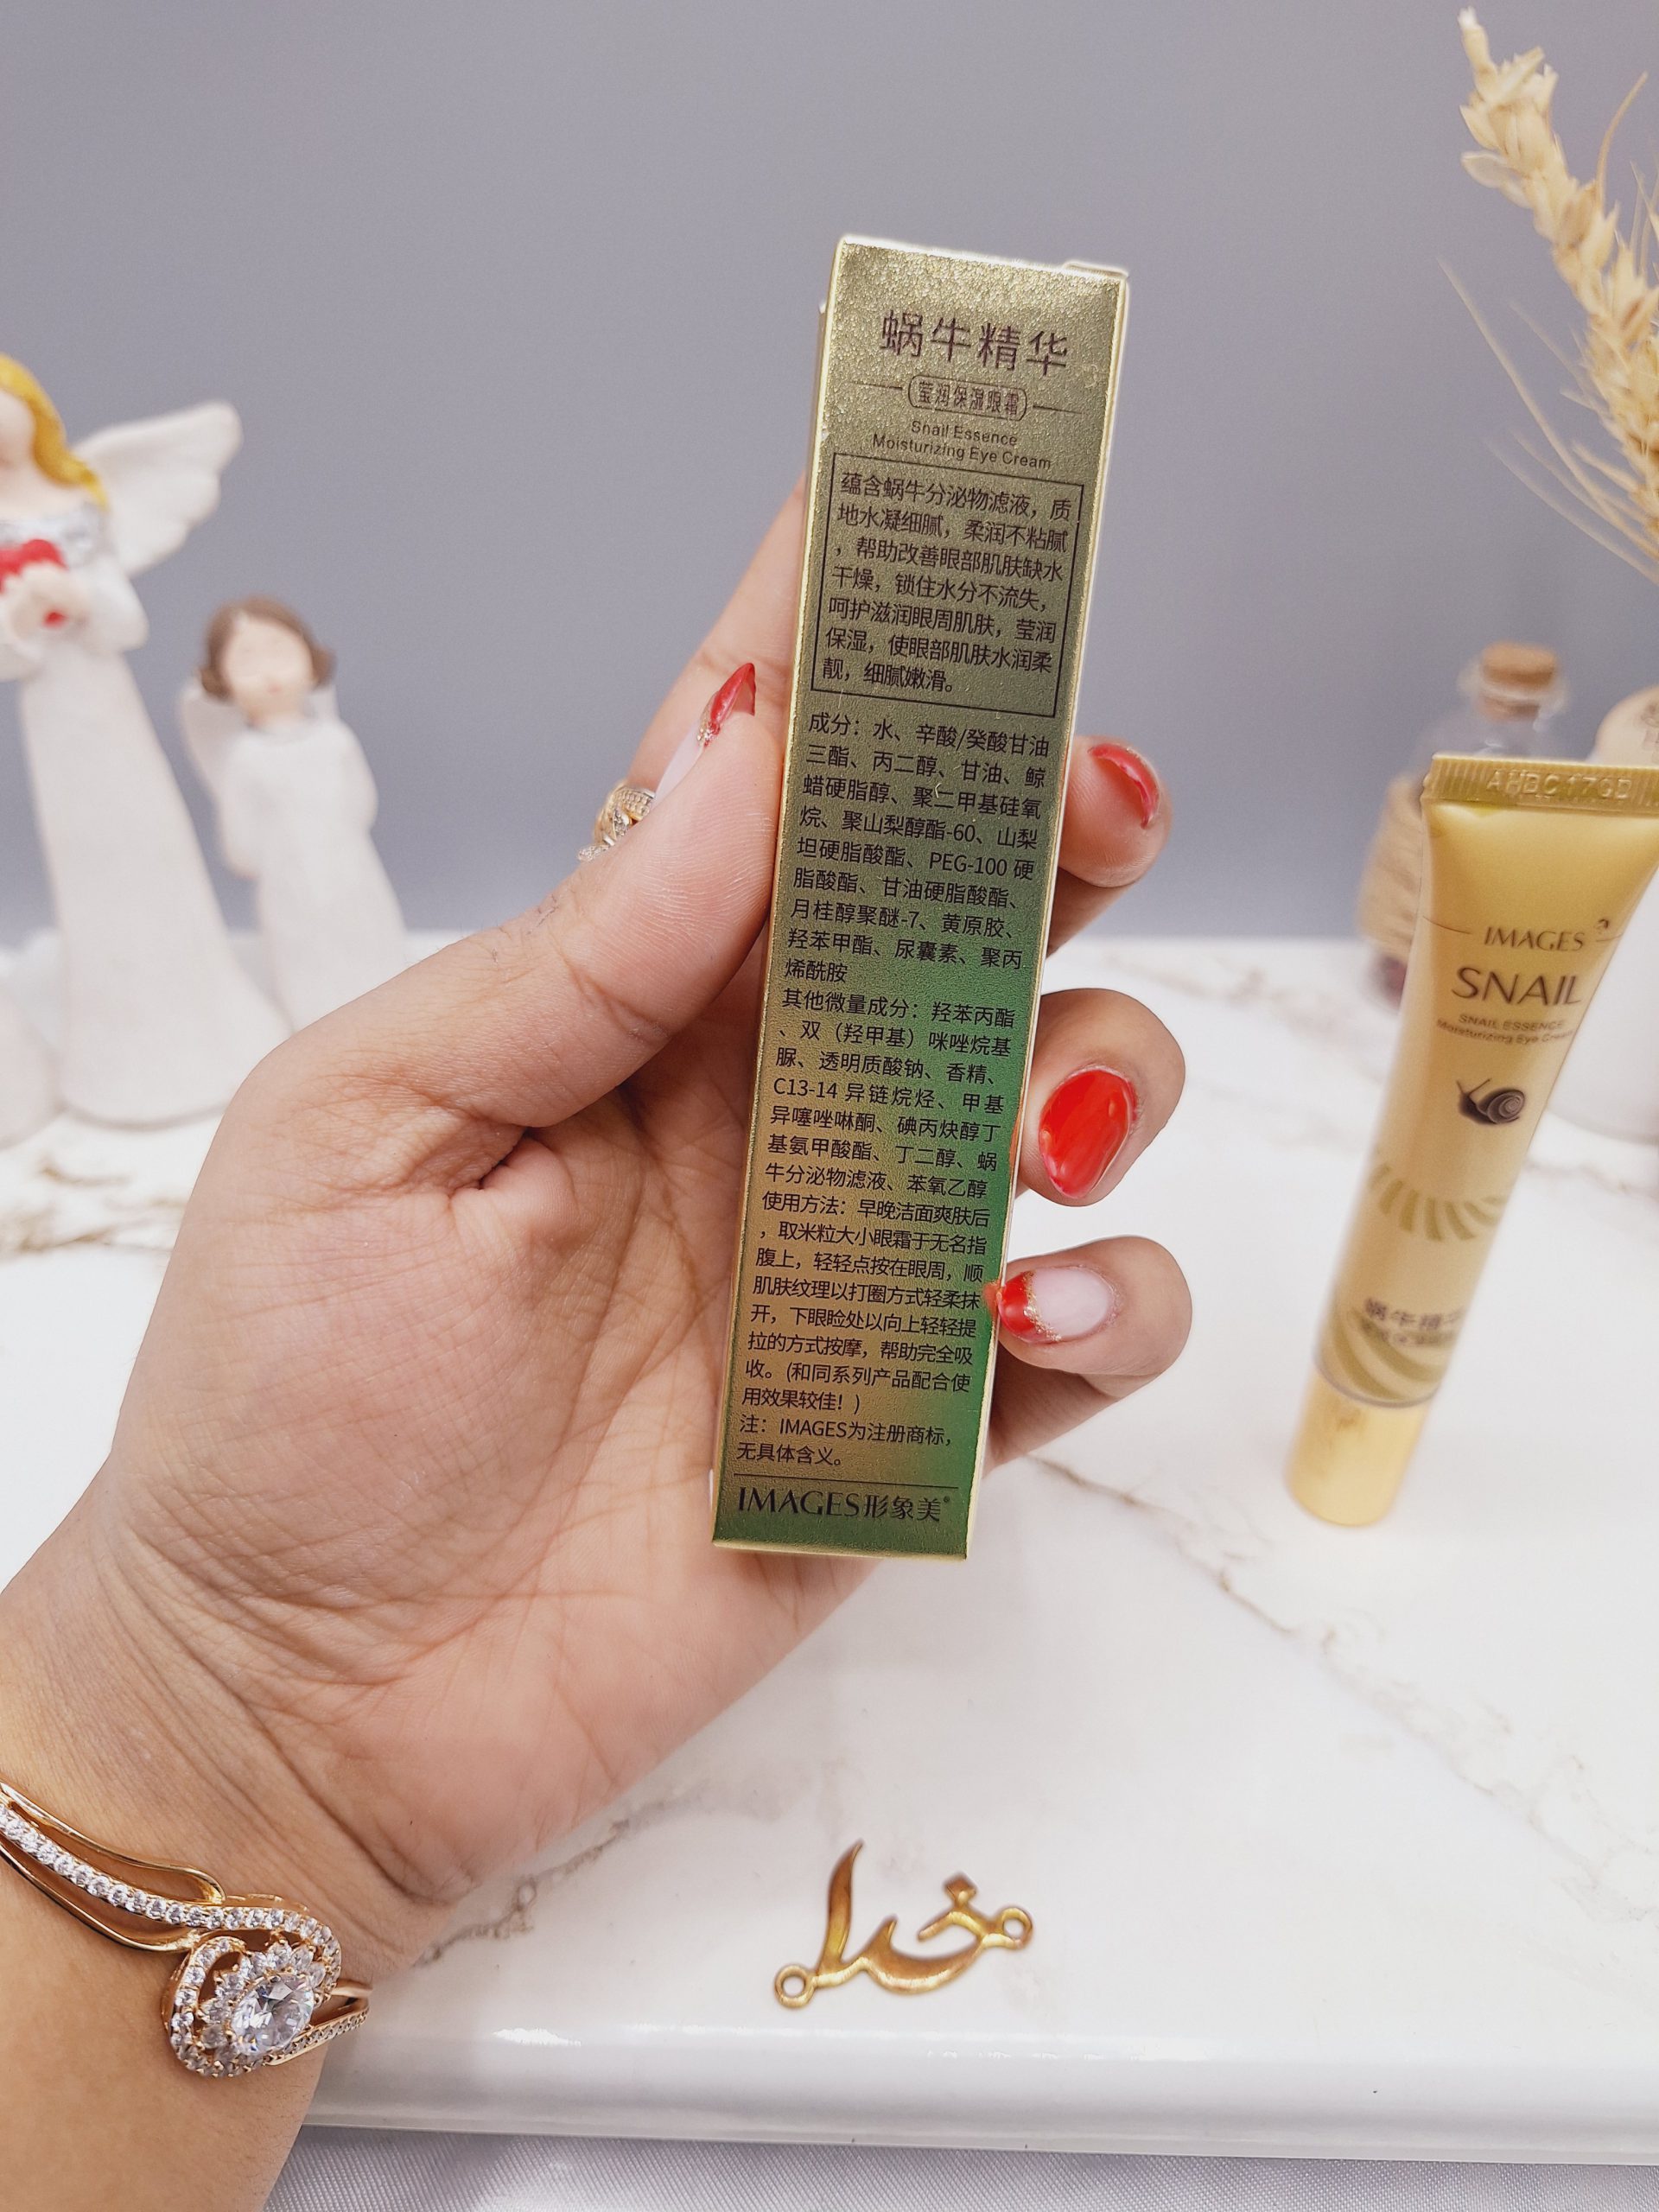 蜗牛精华
莹润保湿眼霜
Snail Essence
Moisturizing Eye Cream
蕴含蜗牛分泌物滤液，质
地水凝细腻，柔润不粘腻
，帮助改善眼部肌肤缺水
干燥，锁住水分不流失，
呵护滋润眼周肌肤，莹润
保湿，使眼部肌肤水润柔
靓，细腻嫩滑。
成分：水、辛酸/癸酸甘油
三酯、丙二醇、甘油、鲸
蜡硬脂醇、聚二甲基硅氧
烷、聚山梨醇酯-60、山梨
坦硬脂酸酯、PEG-100 硬
脂酸酯、甘油硬脂酸酯、
月桂醇聚醚-7、黄原胶、
羟苯甲酯、尿囊素、聚丙
烯酰胺
其他微量成分：羟苯丙酯
、双（羟甲基）咪唑烷基
脲、透明质酸钠、香精、
C13-14 异链烷烃、甲基
异噻唑啉酮、碘丙炔醇丁
基氨甲酸酯、丁二醇、蜗
牛分泌物滤液、苯氧乙醇
使用方法：早晚洁面爽肤后
，取米粒大小眼霜于无名指
腹上，轻轻点按在眼周，顺
肌肤纹理以打圈方式轻柔抹
开，下眼睑处以向上轻轻提
拉的方式按摩，帮助完全吸
收。(和同系列产品配合使
用效果较佳！)
注：IMAGES为注册商标，
无具体含义。
IMAGES形象美®
IMAGES
SNAIL
SNAIL ESSENCE
Moisturizing Eye Cream
蜗牛精华